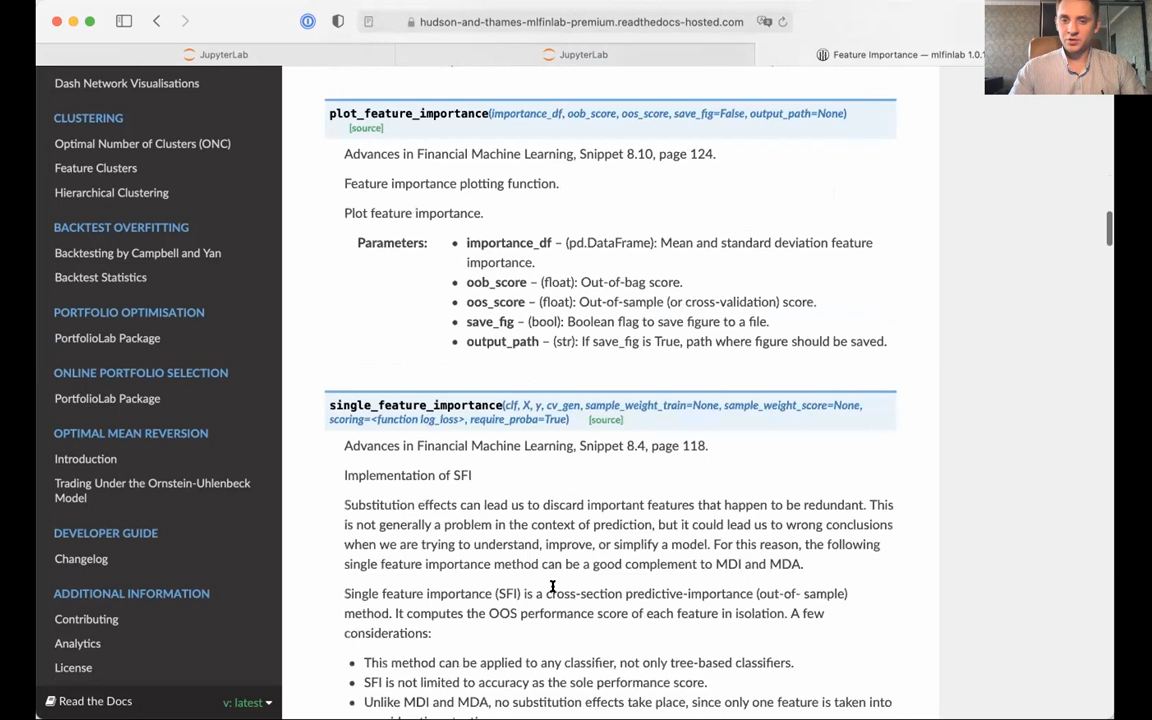 hudson-and-thames-mlfinlab-premium.readthedocs-hosted.com
JupyterLab
JupyterLab
Feature Importance — mlfinlab 1.0.1
Dash Network Visualisations
CLUSTERING
Optimal Number of Clusters (ONC)
Feature Clusters
Hierarchical Clustering
BACKTEST OVERFITTING
Backtesting by Campbell and Yan
Backtest Statistics
PORTFOLIO OPTIMISATION
PortfolioLab Package
ONLINE PORTFOLIO SELECTION
PortfolioLab Package
OPTIMAL MEAN REVERSION
Introduction
Trading Under the Ornstein-Uhlenbeck
Model
DEVELOPER GUIDE
Changelog
ADDITIONAL INFORMATION
Contributing
Analytics
License
Read the Docs
v: latest
plot_feature_importance(importance_df, oob_score, oos_score, save_fig=False, output_path=None)
[source]
Advances in Financial Machine Learning, Snippet 8.10, page 124.
Feature importance plotting function.
Plot feature importance.
Parameters:
• importance_df – (pd.DataFrame): Mean and standard deviation feature
importance.
• oob_score – (float): Out-of-bag score.
• oos_score – (float): Out-of-sample (or cross-validation) score.
• save_fig – (bool): Boolean flag to save figure to a file.
• output_path – (str): If save_fig is True, path where figure should be saved.
single_feature_importance(clf, X, y, cv_gen, sample_weight_train=None, sample_weight_score=None,
scoring=<function log_loss>, require_proba=True) [source]
Advances in Financial Machine Learning, Snippet 8.4, page 118.
Implementation of SFI
Substitution effects can lead us to discard important features that happen to be redundant. This
is not generally a problem in the context of prediction, but it could lead us to wrong conclusions
when we are trying to understand, improve, or simplify a model. For this reason, the following
single feature importance method can be a good complement to MDI and MDA.
Single feature importance (SFI) is a cross-section predictive-importance (out-of- sample)
method. It computes the OOS performance score of each feature in isolation. A few
considerations:
• This method can be applied to any classifier, not only tree-based classifiers.
• SFI is not limited to accuracy as the sole performance score.
• Unlike MDI and MDA, no substitution effects take place, since only one feature is taken into